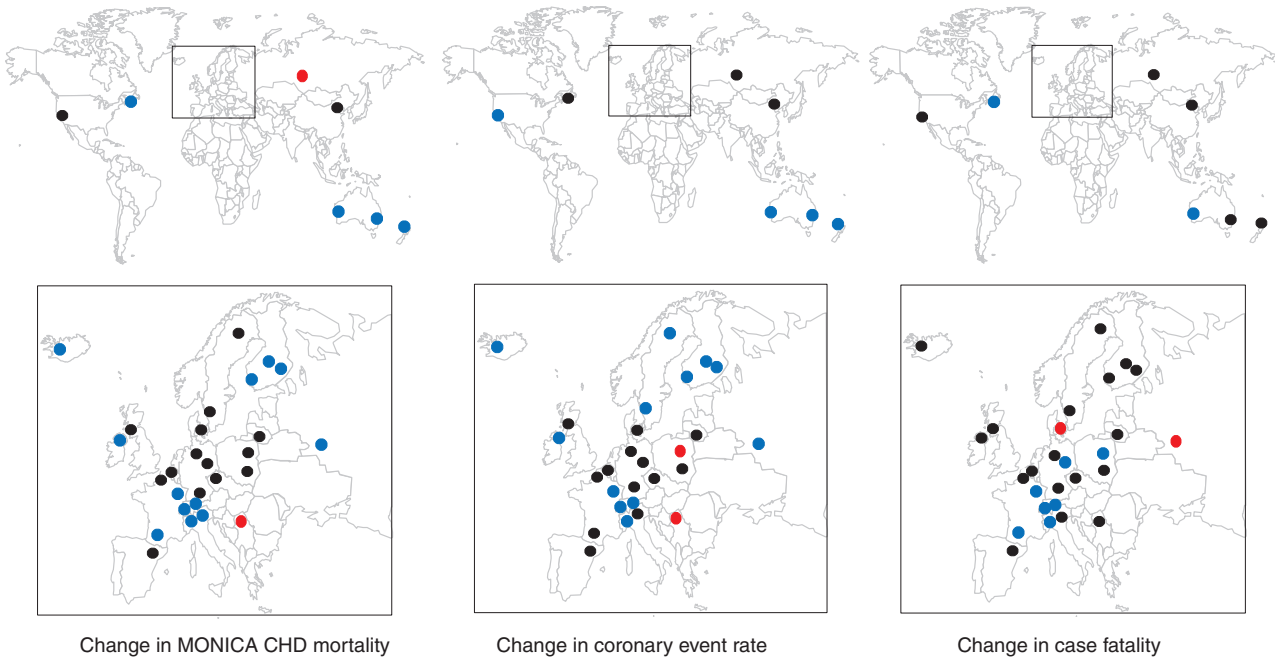 Change in MONICA CHD mortality
Change in coronary event rate
Change in case fatality